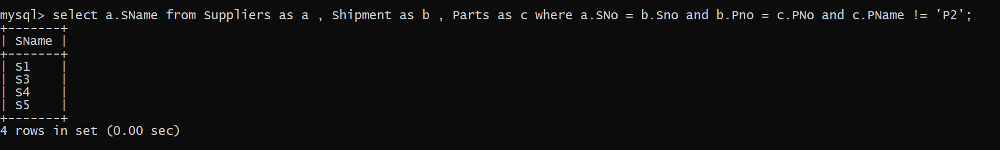 mysql> select a.SName from Suppliers as a , Shipment as b , Parts as c where a.SNo = b.Sno and b.Pno = c.PNo and c.PName != 'P2';
+-------+
| SName |
+-------+
| S1    |
| S3    |
| S4    |
| S5    |
+-------+
4 rows in set (0.00 sec)